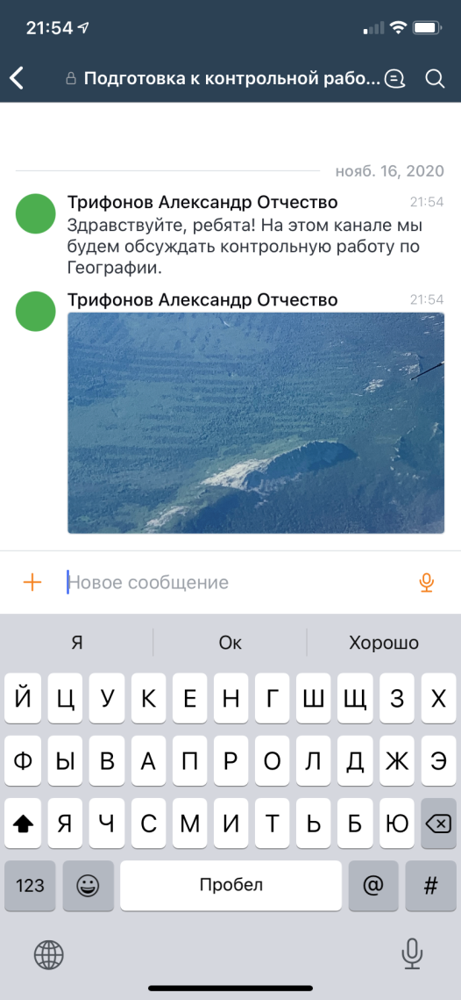 21:54
Подготовка к контрольной рабо...
нояб. 16, 2020
Трифонов Александр Отчество 21:54
Здравствуйте, ребята! На этом канале мы
будем обсуждать контрольную работу по
Географии.
Трифонов Александр Отчество 21:54
Новое сообщение
Я Ок Хорошо
Й Ц У К Е Н Г Ш Щ З Х
Ф Ы В А П Р О Л Д Ж Э
Я Ч С М И Т Ь Б Ю
123 Пробел @ #